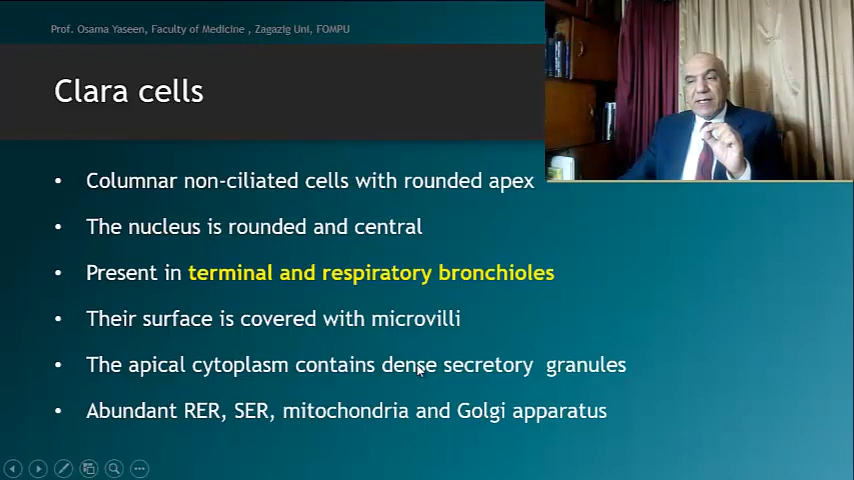 Prof. Osama Yaseen, Faculty of Medicine , Zagazig Uni, FOMPU
Clara cells
• Columnar non-ciliated cells with rounded apex
• The nucleus is rounded and central
• Present in terminal and respiratory bronchioles
• Their surface is covered with microvilli
• The apical cytoplasm contains dense secretory granules
• Abundant RER, SER, mitochondria and Golgi apparatus